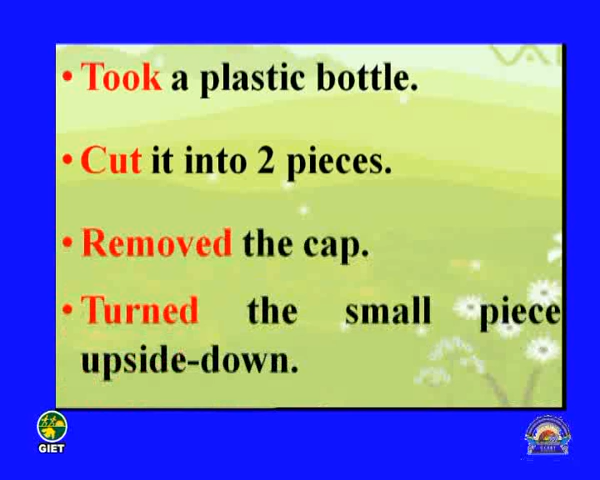 • Took a plastic bottle.
• Cut it into 2 pieces.
• Removed the cap.
• Turned the small piece
upside-down.
GIET